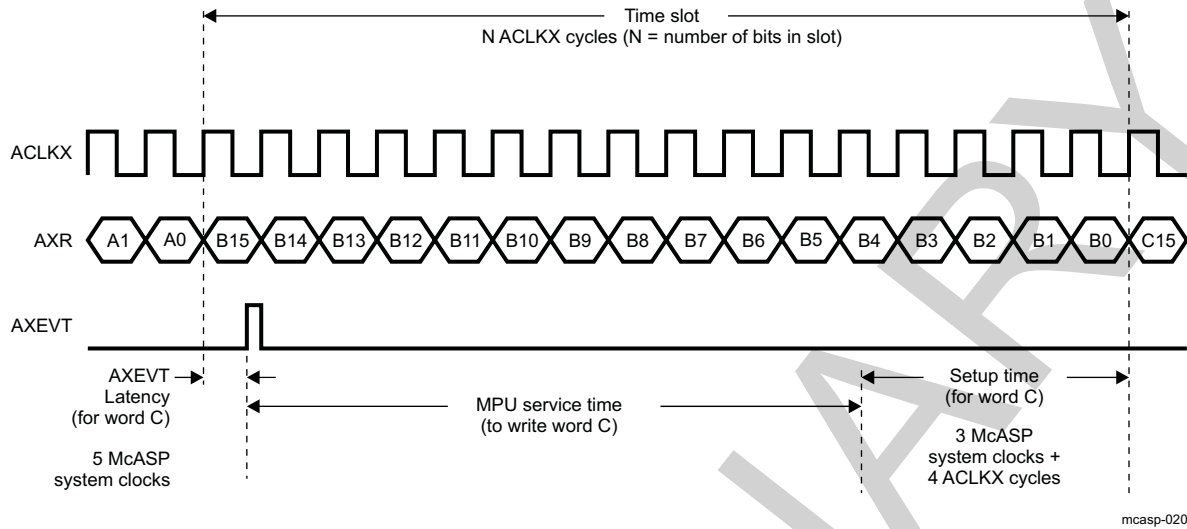 Time slot
N ACLKX cycles (N = number of bits in slot)
ACLKX
AXR
A1 A0 B15 B14 B13 B12 B11 B10 B9 B8 B7 B6 B5 B4 B3 B2 B1 B0 C15
AXEVT
AXEVT
Latency
(for word C)
5 McASP
system clocks
MPU service time
(to write word C)
Setup time
(for word C)
3 McASP
system clocks +
4 ACLKX cycles
mcasp-020